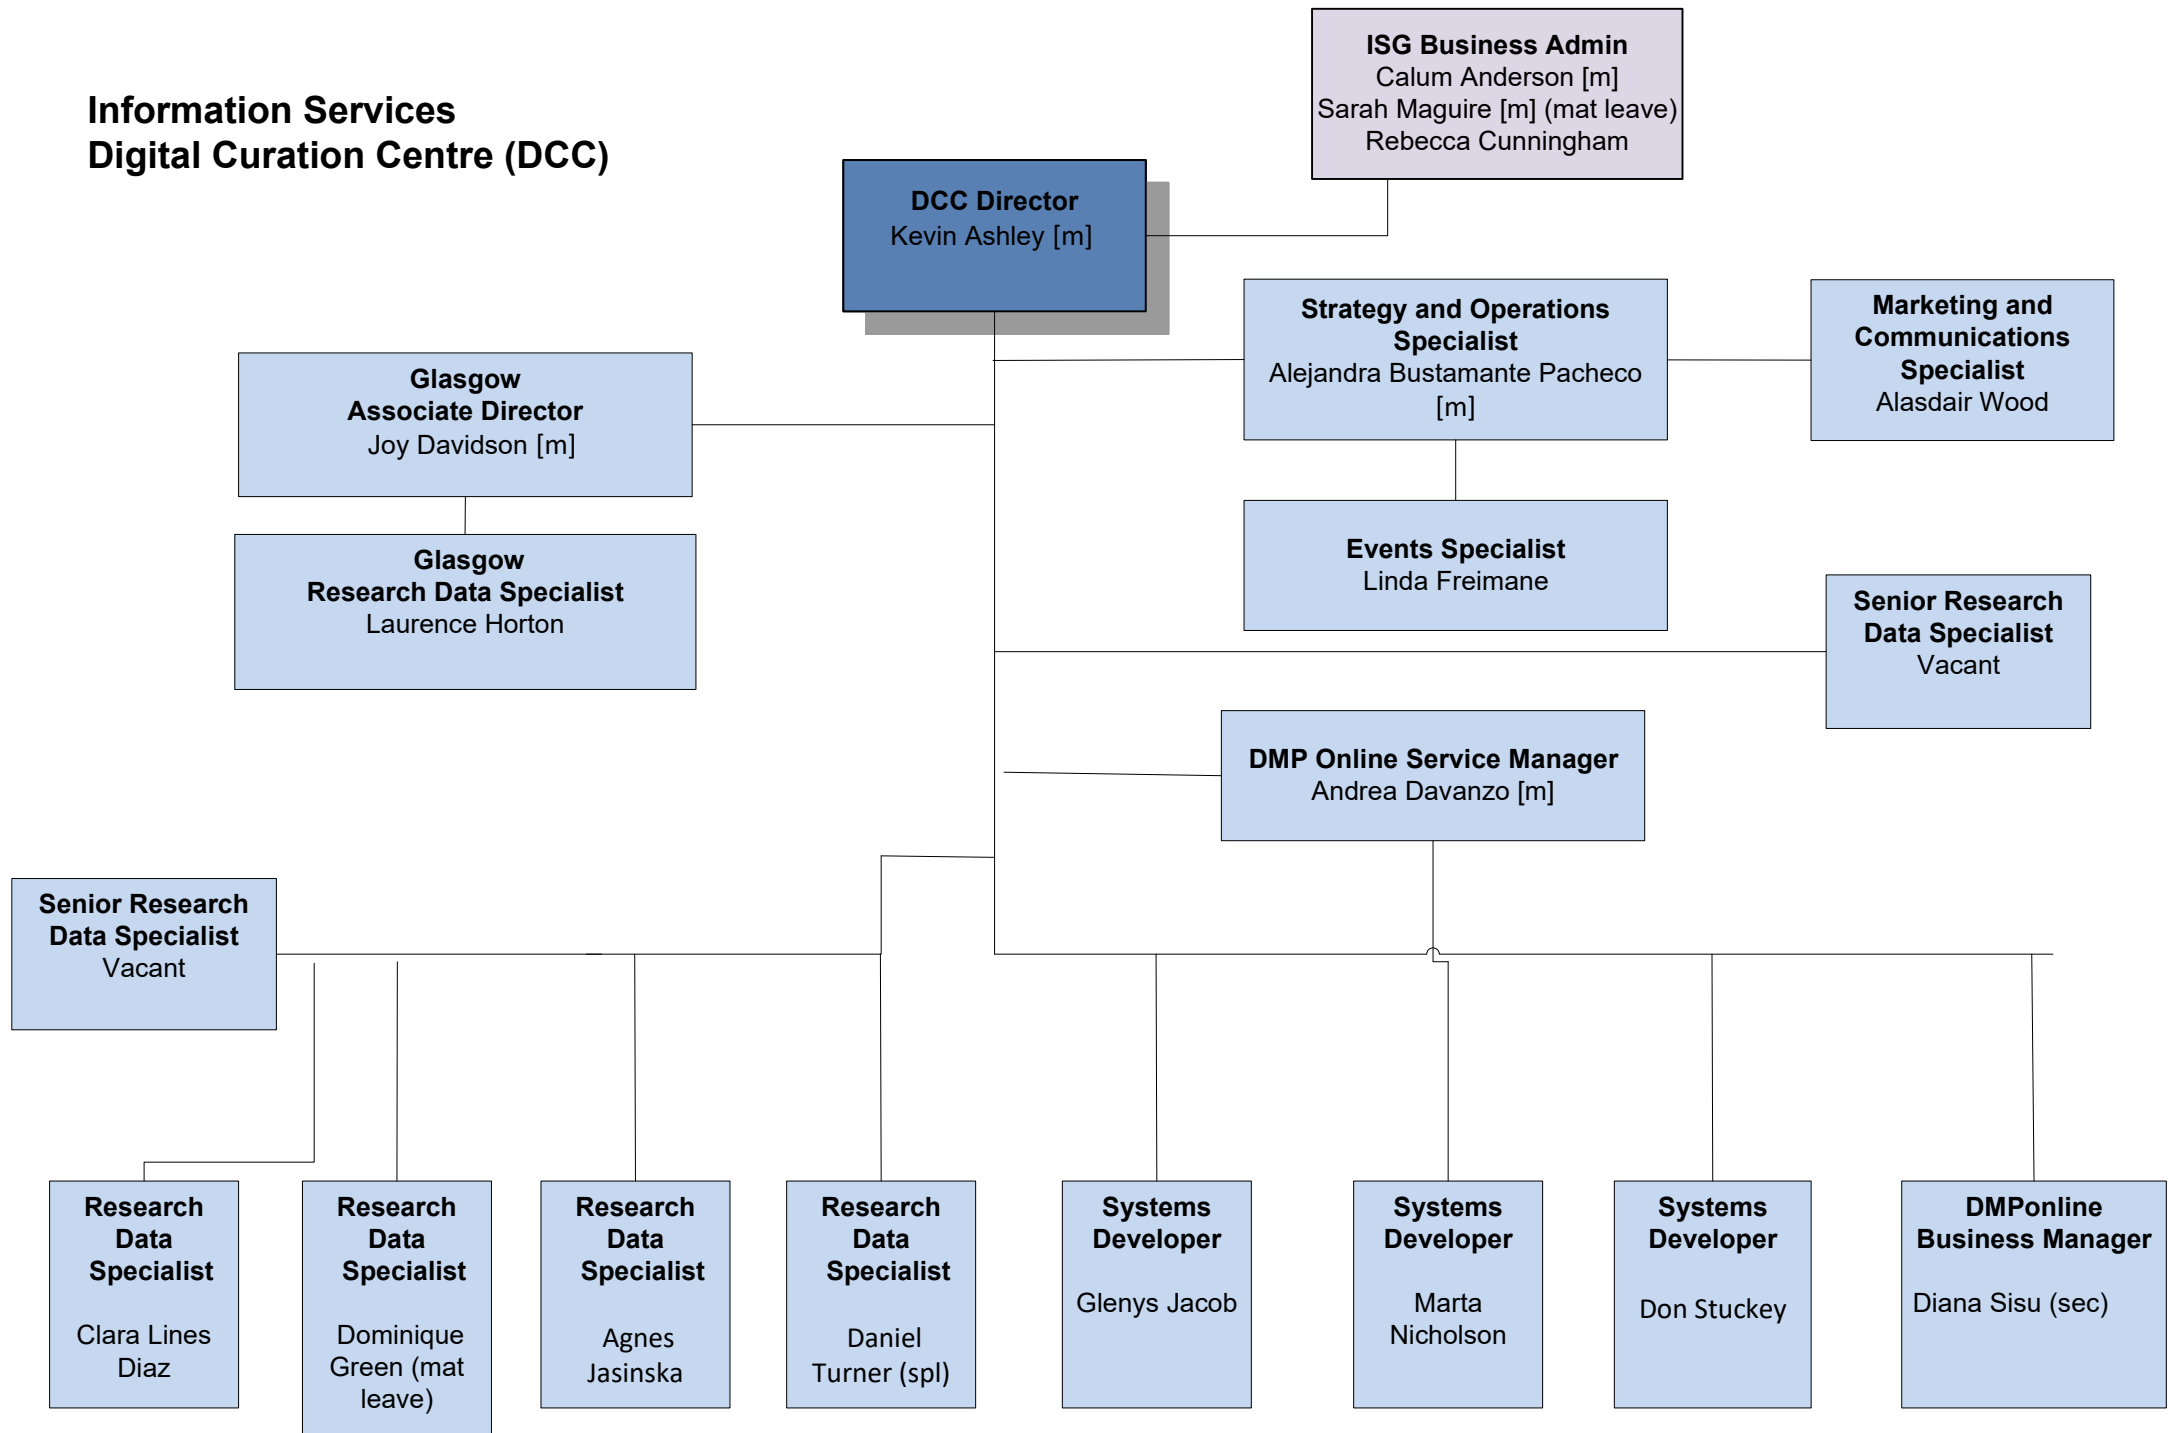 Information Services
Digital Curation Centre (DCC)
ISG Business Admin
Calum Anderson [m]
Sarah Maguire [m] (mat leave)
Rebecca Cunningham
DCC Director
Kevin Ashley [m]
Strategy and Operations
Specialist
Alejandra Bustamante Pacheco
[m]
Marketing and
Communications
Specialist
Alasdair Wood
Glasgow
Associate Director
Joy Davidson [m]
Glasgow
Research Data Specialist
Laurence Horton
Events Specialist
Linda Freimane
Senior Research
Data Specialist
Vacant
DMP Online Service Manager
Andrea Davanzo [m]
Senior Research
Data Specialist
Vacant
Research
Data
Specialist
Clara Lines
Diaz
Research
Data
Specialist
Dominique
Green (mat
leave)
Research
Data
Specialist
Agnes
Jasinska
Research
Data
Specialist
Daniel
Turner (spl)
Systems
Developer
Glenys Jacob
Systems
Developer
Marta
Nicholson
Systems
Developer
Don Stuckey
DMPonline
Business Manager
Diana Sisu (sec)